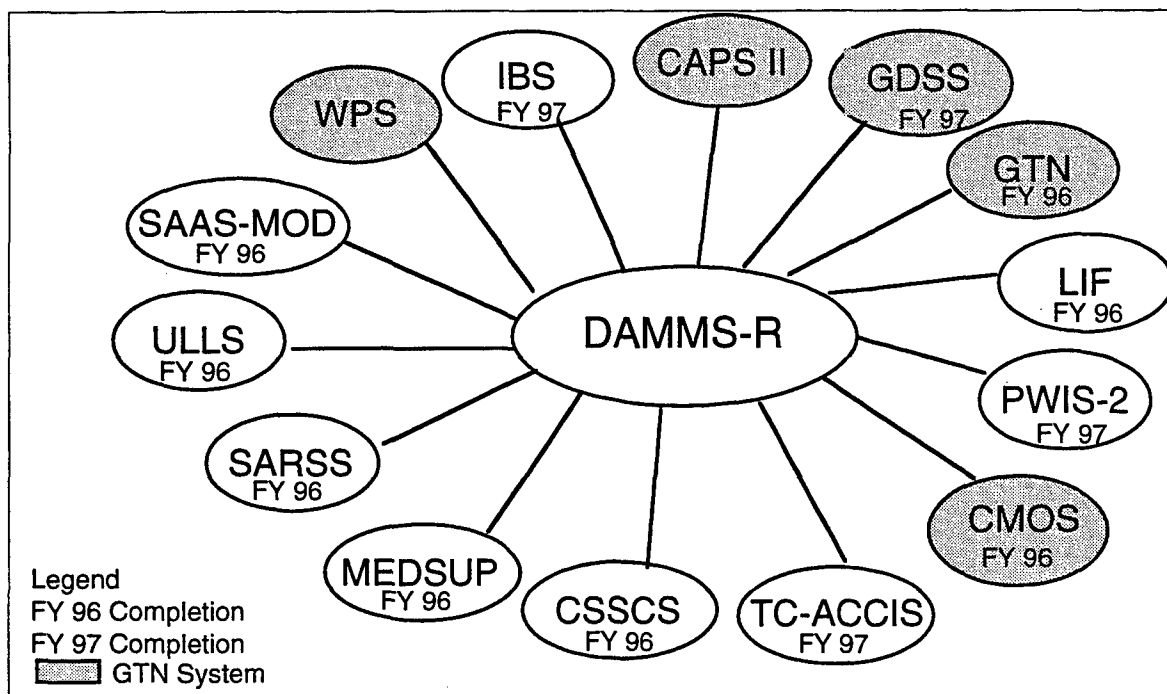 WPS
IBS
FY 97
CAPS II
GDSS
FY 97
GTN
FY 96
SAAS-MOD
FY 96
LIF
FY 96
DAMMS-R
ULLS
FY 96
PWIS-2
FY 97
SARSS
FY 96
CMOS
FY 96
MEDSUP
FY 96
CSSCS
FY 96
TC-ACCIS
FY 97
Legend
FY 96 Completion
FY 97 Completion
GTN System